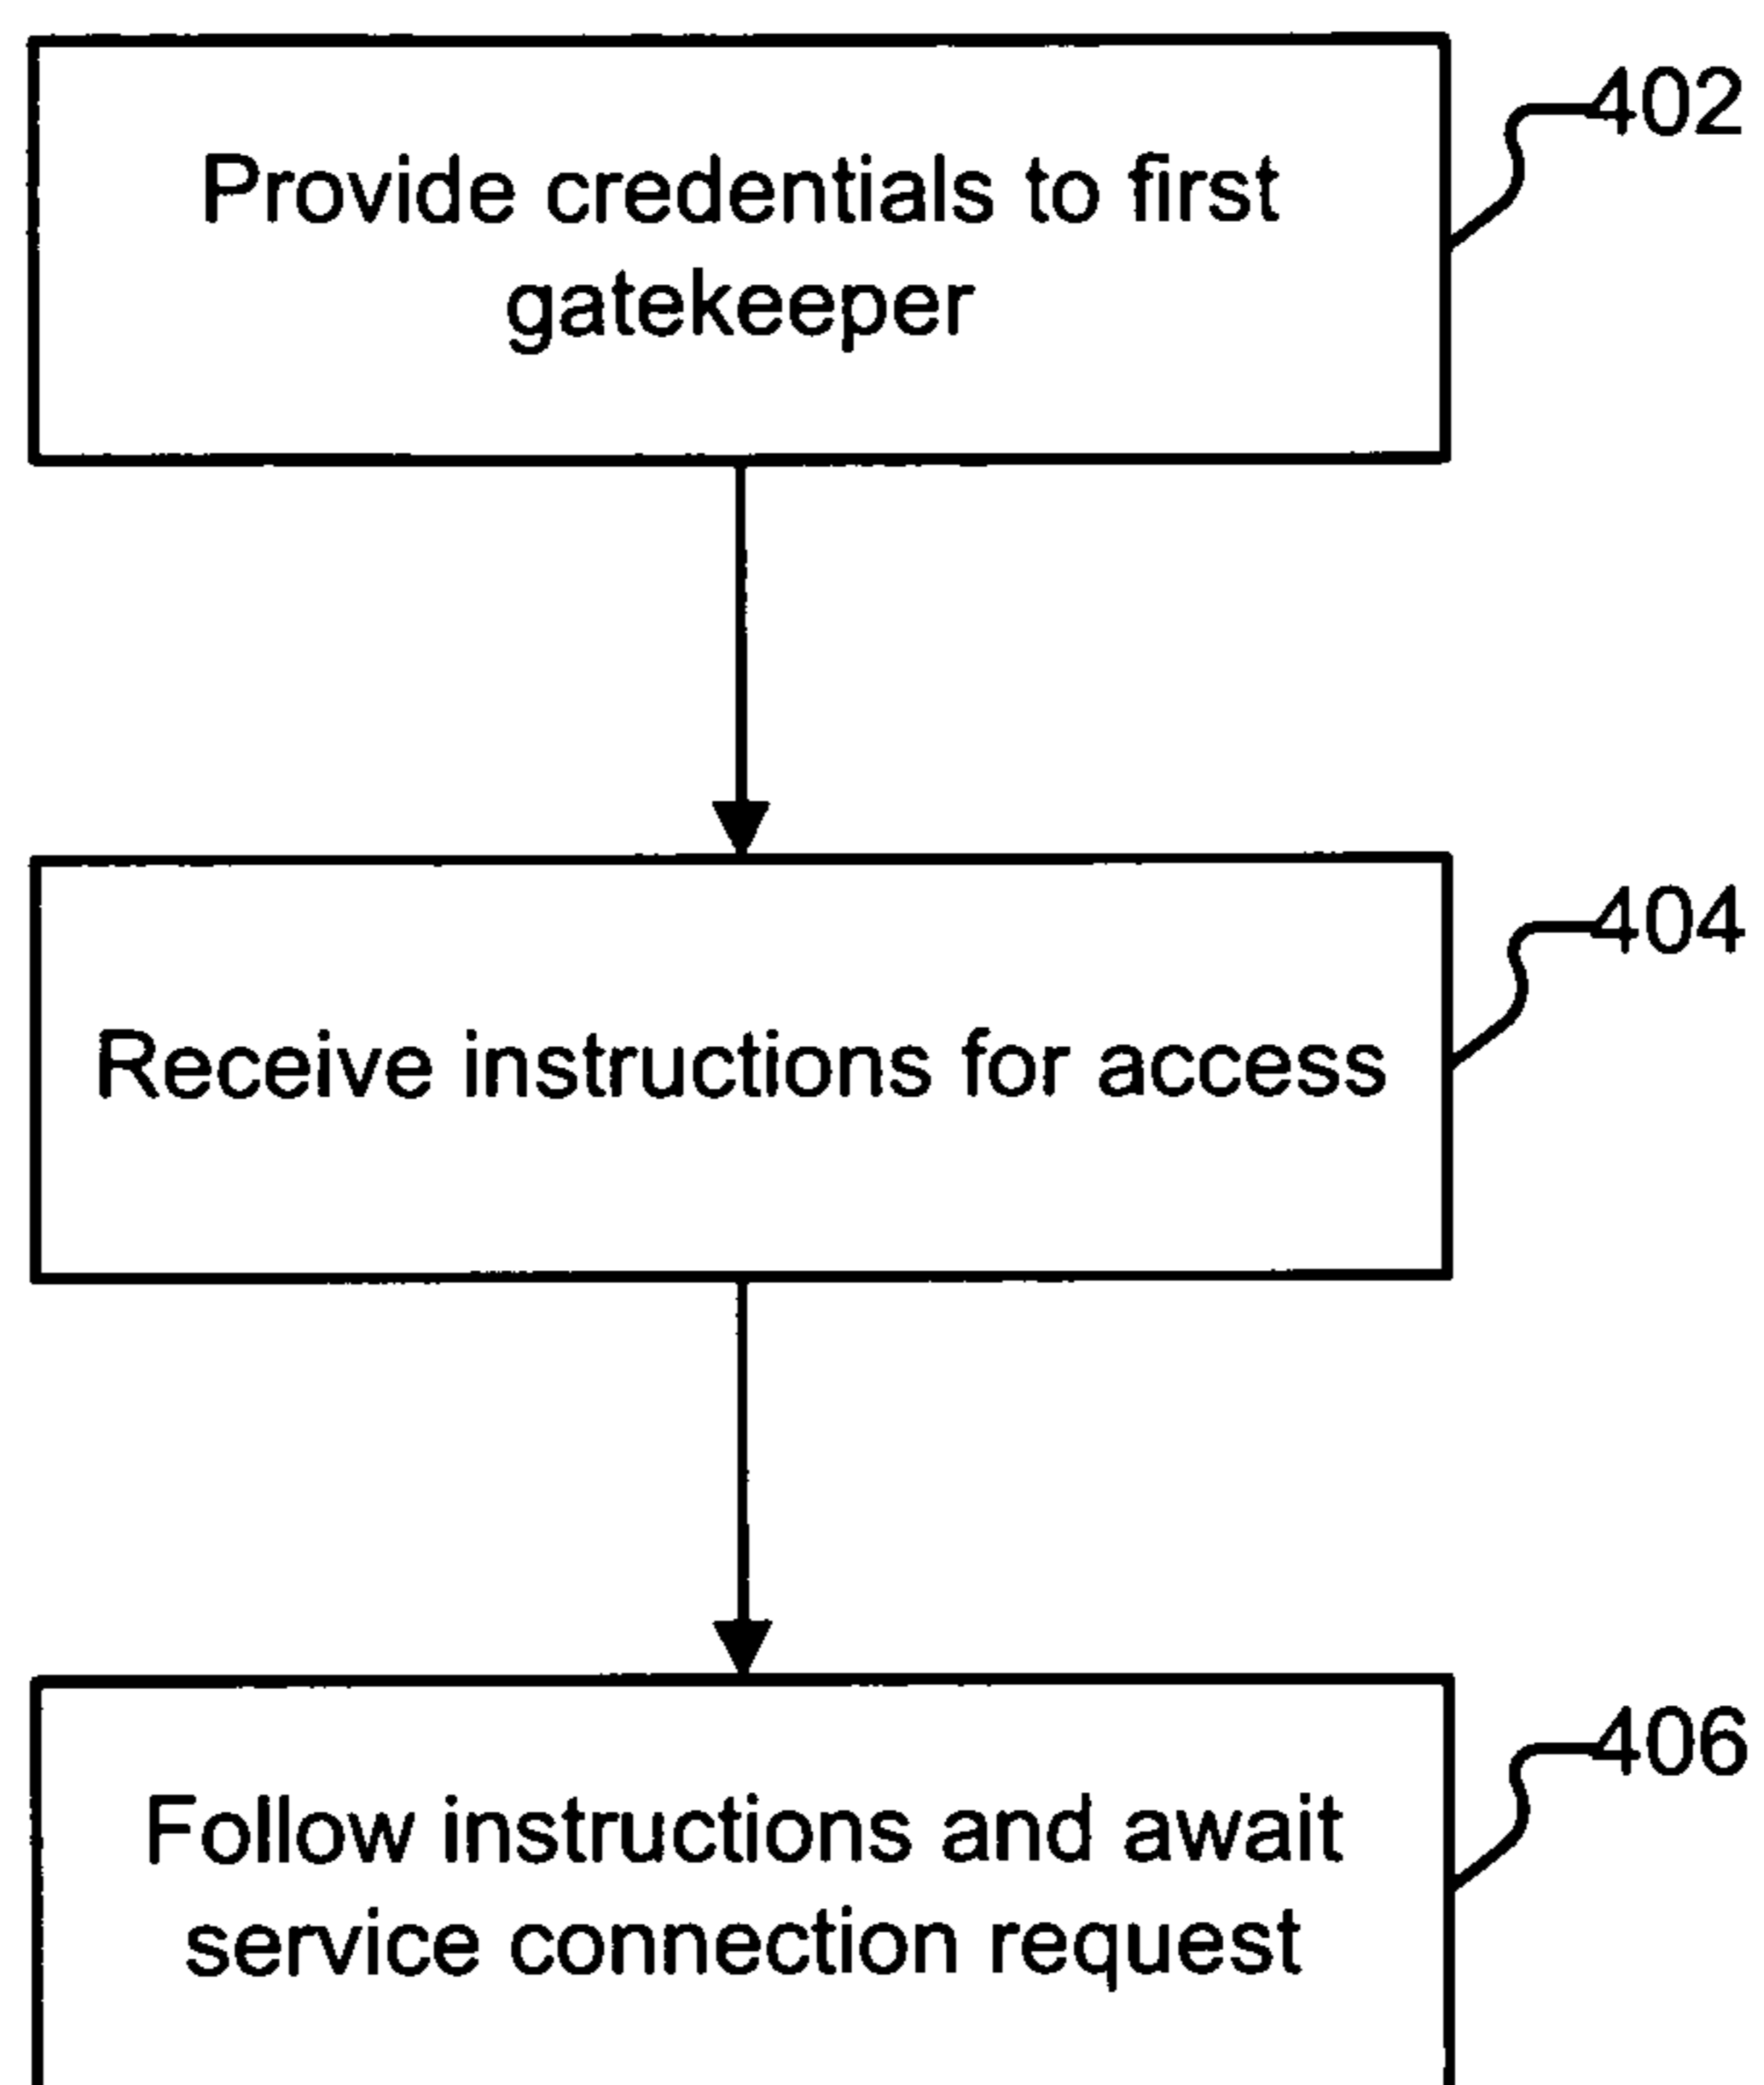 402
Provide credentials to first
gatekeeper
404
Receive instructions for access
406
Follow instructions and await
service connection request